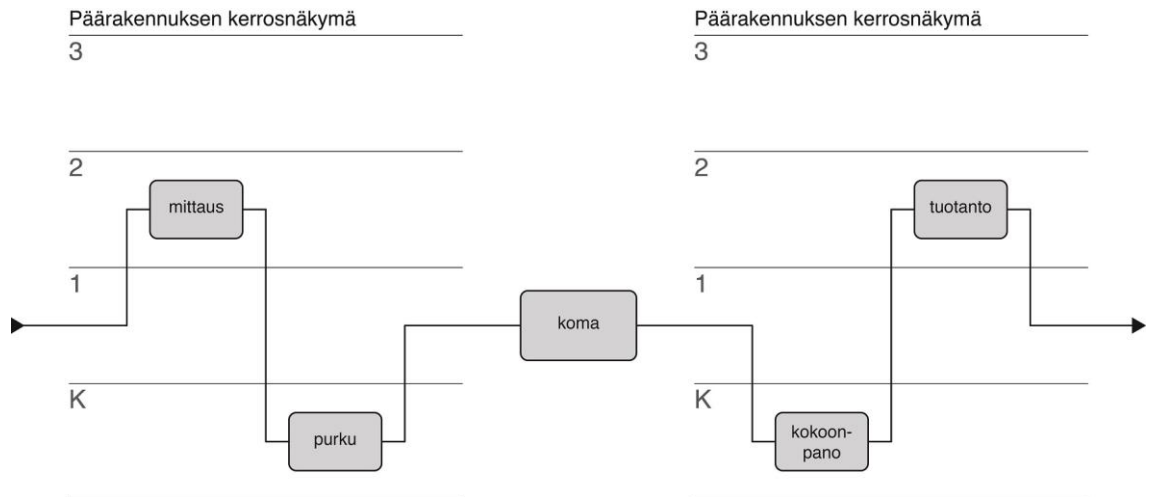 Päärakennuksen kerrosnäkymä
3
2
mittaus
1
K
purku
koma
Päärakennuksen kerrosnäkymä
3
2
tuotanto
1
K
kokoon-
pano